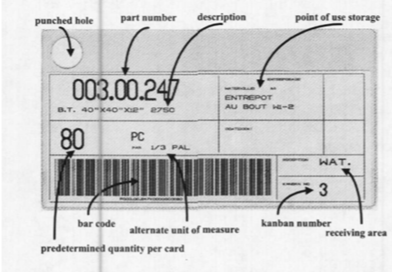 punched hole
part number
description
point of use storage
003.00.247
B.T. 40"X40"X12" 2750
ENTREPOT
AU BOUT W-2
80
PC
1/3 PAL
WAT.
3
bar code
alternate unit of measure
kanban number
receiving area
predetermined quantity per card